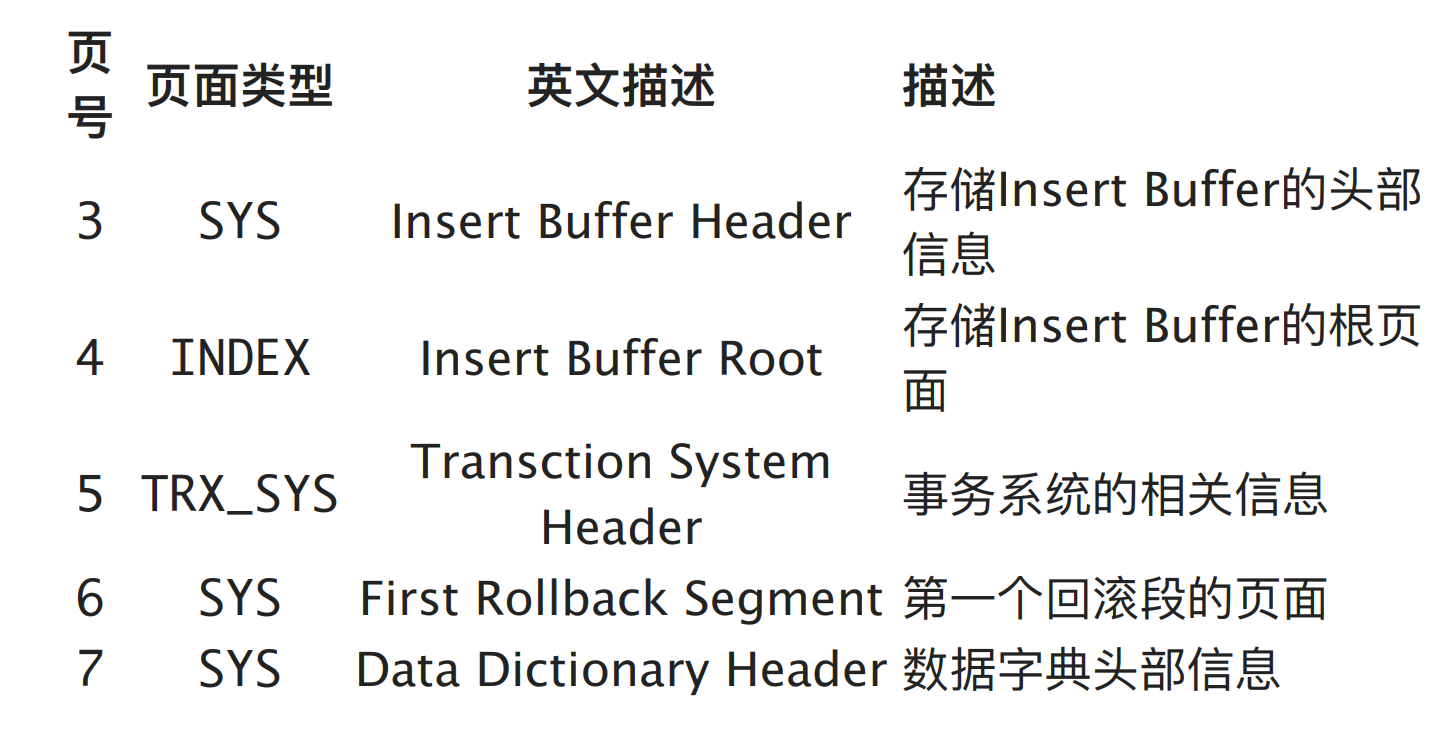 页号 页面类型 英文描述 描述
3 SYS Insert Buffer Header 存储Insert Buffer的头部信息
4 INDEX Insert Buffer Root 存储Insert Buffer的根页面
5 TRX_SYS Transction System Header 事务系统的相关信息
6 SYS First Rollback Segment 第一个回滚段的页面
7 SYS Data Dictionary Header 数据字典头部信息